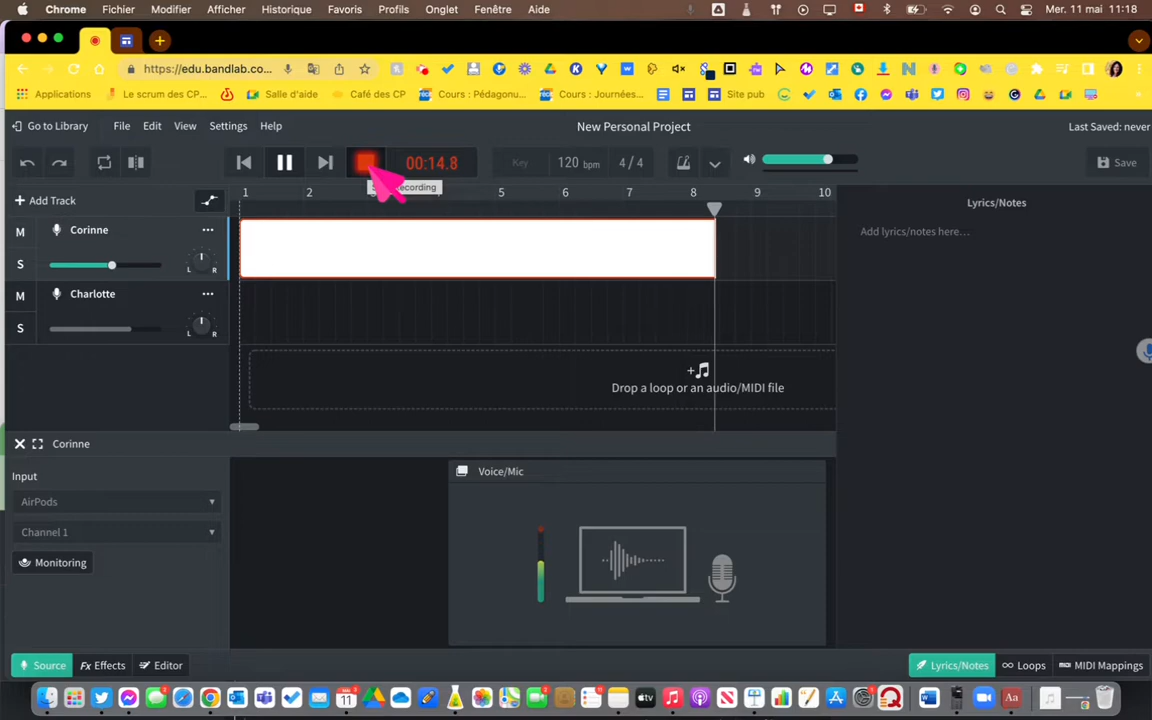 Chrome Fichier Modifier Afficher Historique Favoris Profils Onglet Fenêtre Aide Mer. 11 mai 11:18
https://edu.bandlab.co...
Applications Le scrum des CP... Salle d'aide Café des CP Cours : Pédagonu... Cours : Journées... Site pub
Go to Library File Edit View Settings Help New Personal Project Last Saved: never
00:14.8 Key 120 bpm 4/4 Save
Recording
+ Add Track 1 2 3 4 5 6 7 8 9 10 Lyrics/Notes
M Corinne Add lyrics/notes here...
S L R
M Charlotte
S L R
Drop a loop or an audio/MIDI file
Corinne
Input Voice/Mic
AirPods
Channel 1
Monitoring
Source Fx Effects Editor Lyrics/Notes Loops MIDI Mappings